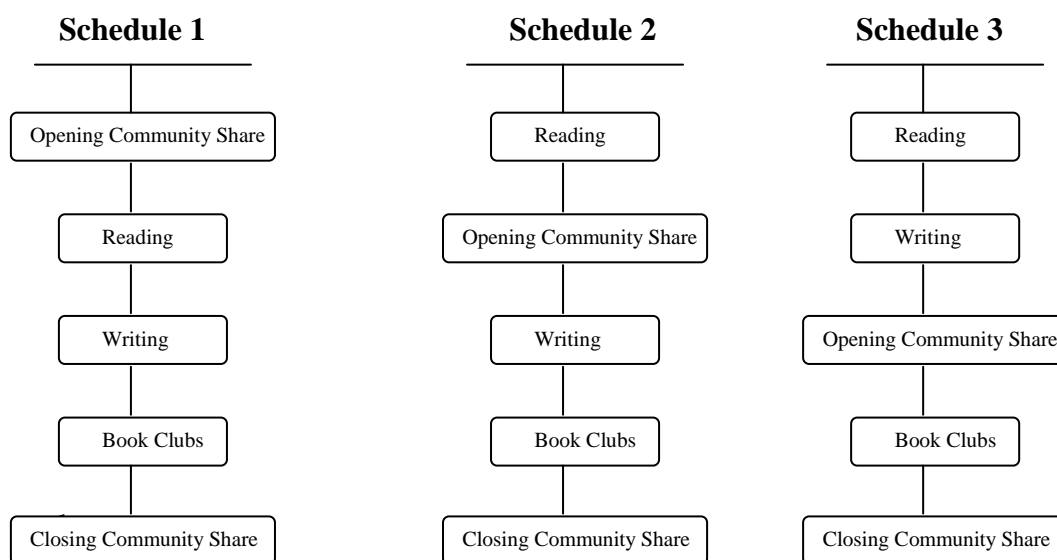 Schedule 1
Opening Community Share
Reading
Writing
Book Clubs
Closing Community Share
Schedule 2
Reading
Opening Community Share
Writing
Book Clubs
Closing Community Share
Schedule 3
Reading
Writing
Opening Community Share
Book Clubs
Closing Community Share